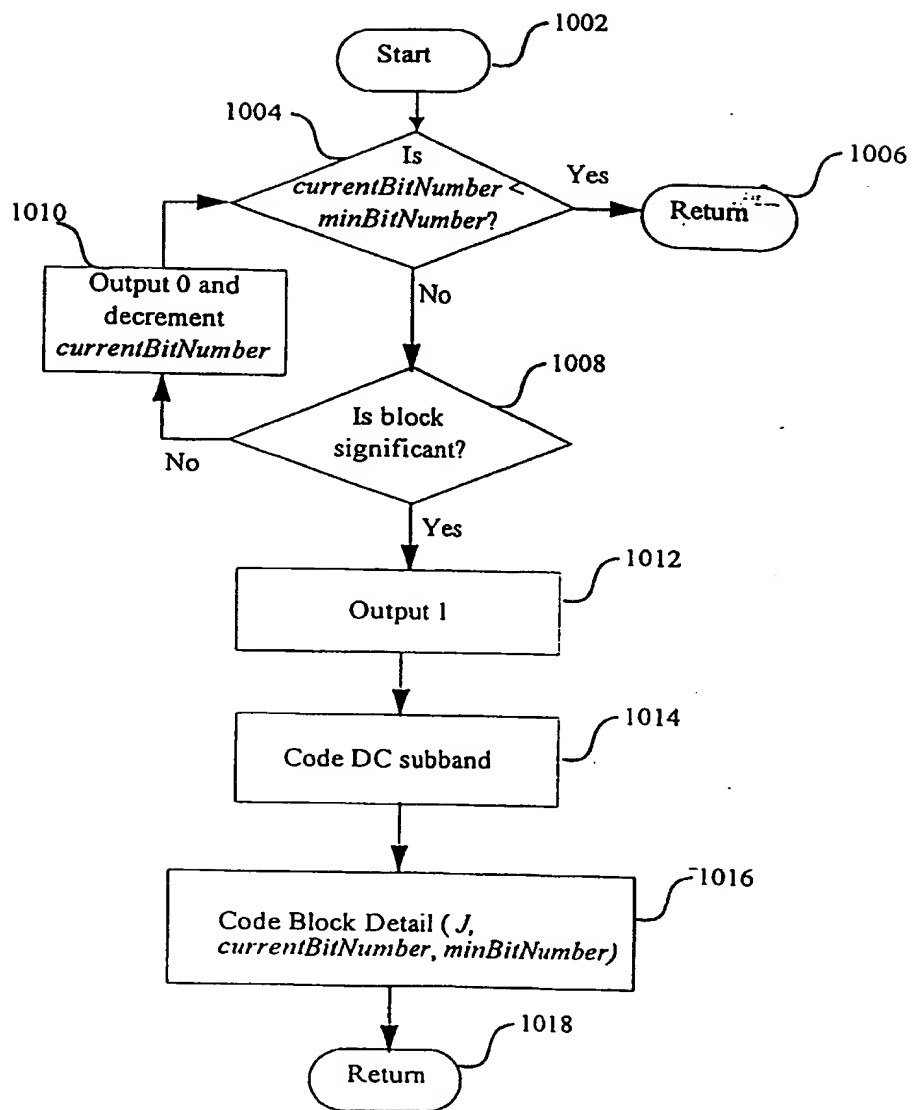 1002
Start
1004
Is
currentBitNumber <
minBitNumber?
Yes
1006
Return
1010
Output 0 and
decrement
currentBitNumber
No
1008
Is block
significant?
No
Yes
1012
Output 1
1014
Code DC subband
1016
Code Block Detail ( J,
currentBitNumber, minBitNumber)
1018
Return